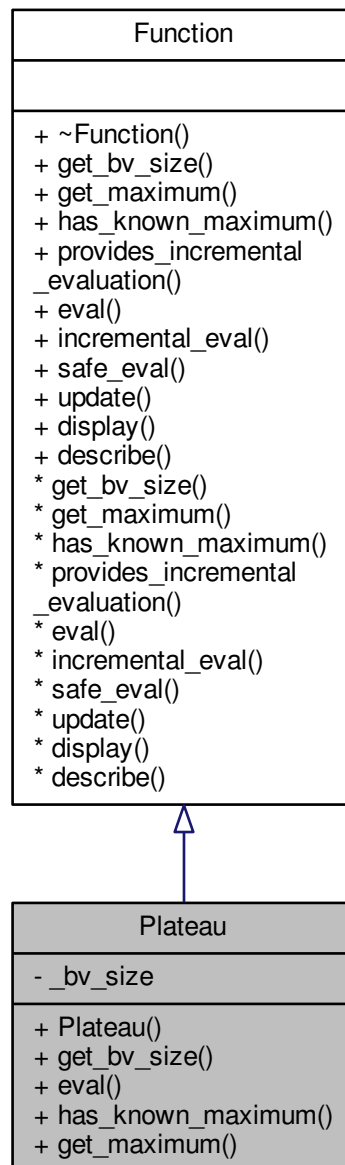 Function
+ ~Function()
+ get_bv_size()
+ get_maximum()
+ has_known_maximum()
+ provides_incremental
_evaluation()
+ eval()
+ incremental_eval()
+ safe_eval()
+ update()
+ display()
+ describe()
* get_bv_size()
* get_maximum()
* has_known_maximum()
* provides_incremental
_evaluation()
* eval()
* incremental_eval()
* safe_eval()
* update()
* display()
* describe()
Plateau
- _bv_size
+ Plateau()
+ get_bv_size()
+ eval()
+ has_known_maximum()
+ get_maximum()